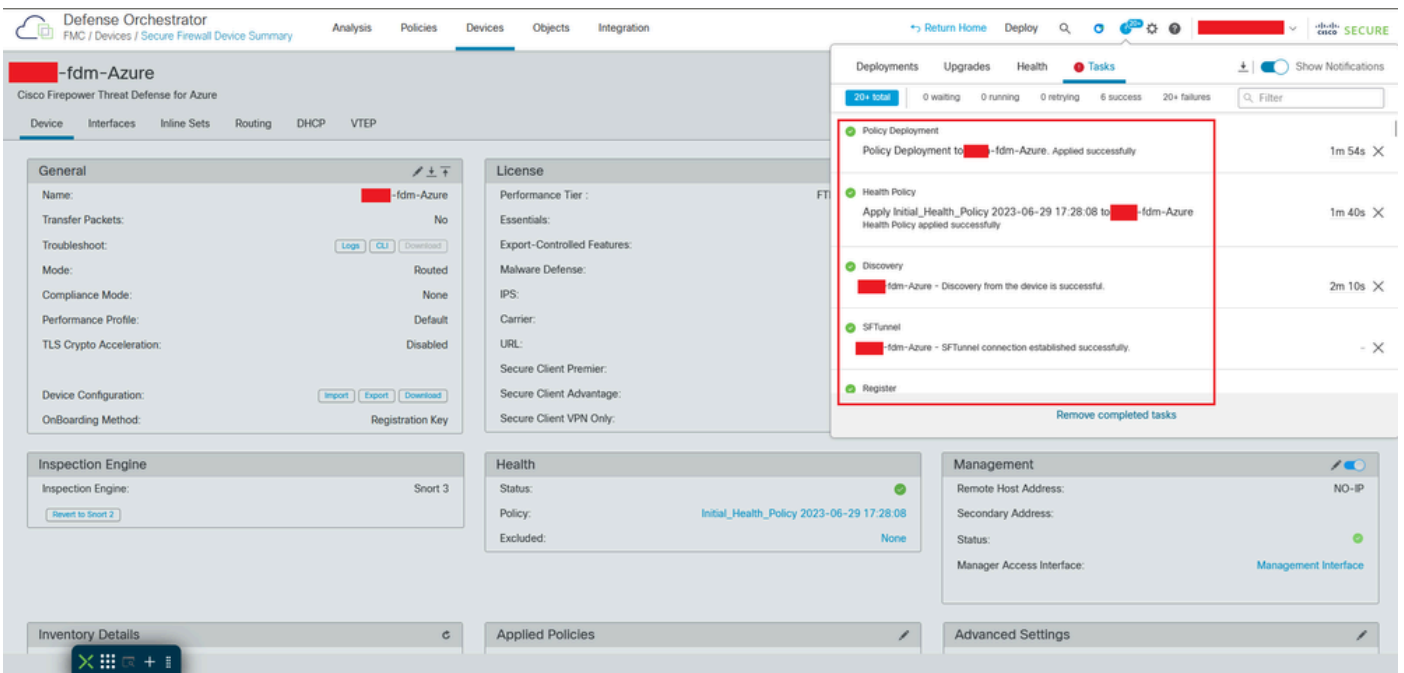 Defense Orchestrator
FMC / Devices / Secure Firewall Device Summary
Analysis Policies Devices Objects Integration
Return Home Deploy 20+ cisco SECURE
-fdm-Azure
Cisco Firepower Threat Defense for Azure
Device Interfaces Inline Sets Routing DHCP VTEP
Deployments Upgrades Health Tasks Show Notifications
20+ total 0 waiting 0 running 0 retrying 6 success 20+ failures Filter
Policy Deployment
Policy Deployment to -fdm-Azure. Applied successfully 1m 54s
Health Policy
Apply Initial_Health_Policy 2023-06-29 17:28:08 to -fdm-Azure 1m 40s
Health Policy applied successfully
Discovery
-fdm-Azure - Discovery from the device is successful. 2m 10s
SFTunnel
-fdm-Azure - SFTunnel connection established successfully. -
Register
Remove completed tasks
General
Name: -fdm-Azure
Transfer Packets: No
Troubleshoot: Logs CLI Download
Mode: Routed
Compliance Mode: None
Performance Profile: Default
TLS Crypto Acceleration: Disabled
Device Configuration: Import Export Download
OnBoarding Method: Registration Key
License
Performance Tier :
Essentials:
Export-Controlled Features:
Malware Defense:
IPS:
Carrier:
URL:
Secure Client Premier:
Secure Client Advantage:
Secure Client VPN Only:
Inspection Engine
Inspection Engine: Snort 3
Revert to Snort 2
Health
Status:
Policy: Initial_Health_Policy 2023-06-29 17:28:08
Excluded: None
Management
Remote Host Address: NO-IP
Secondary Address:
Status:
Manager Access Interface: Management Interface
Inventory Details
Applied Policies
Advanced Settings